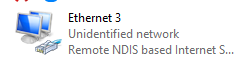 Ethernet 3
Unidentified network
Remote NDIS based Internet S...